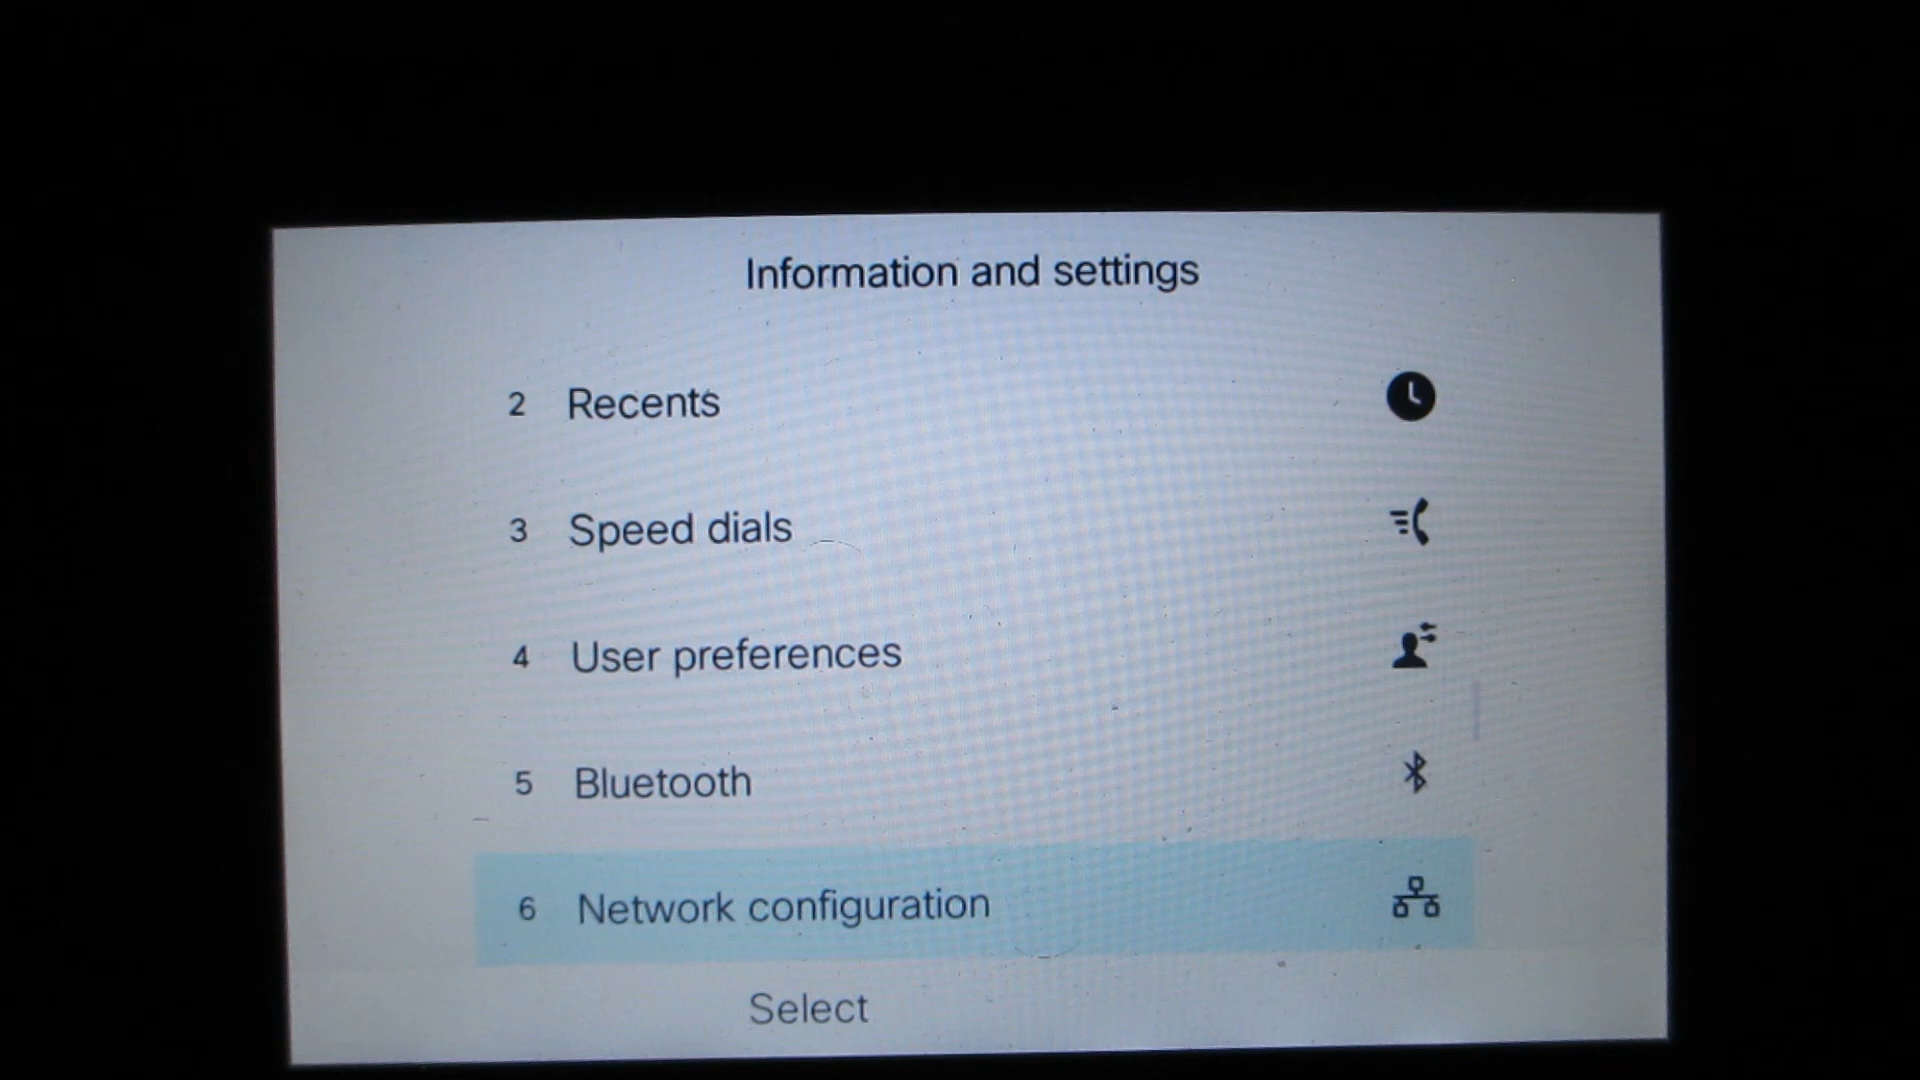 Information and settings
2 Recents
3 Speed dials
4 User preferences
5 Bluetooth
6 Network configuration
Select